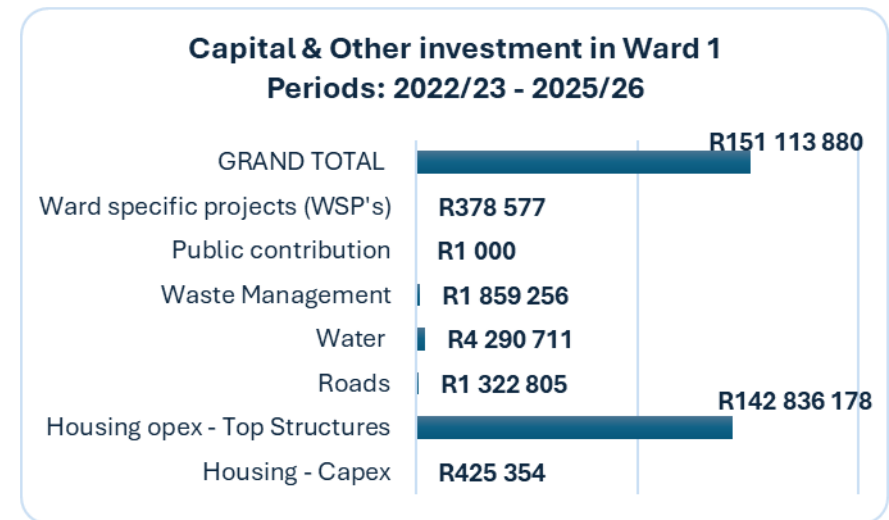 Capital & Other investment in Ward 1
Periods: 2022/23 - 2025/26
GRAND TOTAL R151 113 880
Ward specific projects (WSP's) R378 577
Public contribution R1 000
Waste Management R1 859 256
Water R4 290 711
Roads R1 322 805
Housing opex - Top Structures R142 836 178
Housing - Capex R425 354